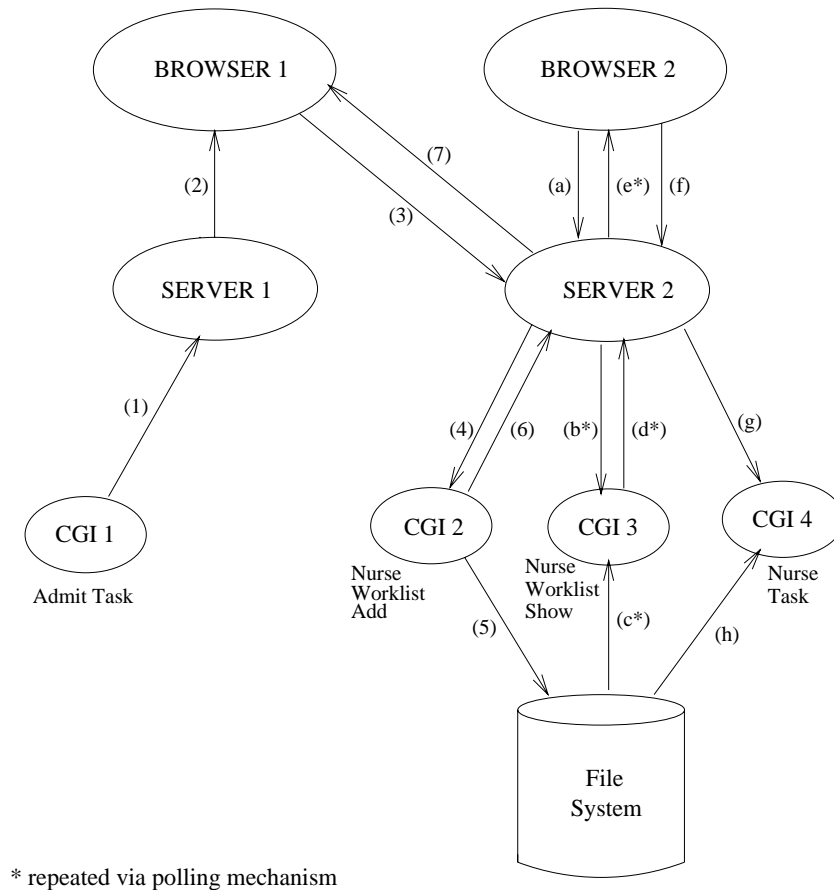 BROWSER 1
BROWSER 2
(7)
(2)
(a)
(e*)
(f)
(3)
SERVER 1
SERVER 2
(1)
(4)
(6)
(b*)
(d*)
(g)
CGI 1
CGI 2
CGI 3
CGI 4
Admit Task
Nurse
Worklist
Add
Nurse
Worklist
Show
Nurse
Task
(5)
(c*)
(h)
File
System
* repeated via polling mechanism